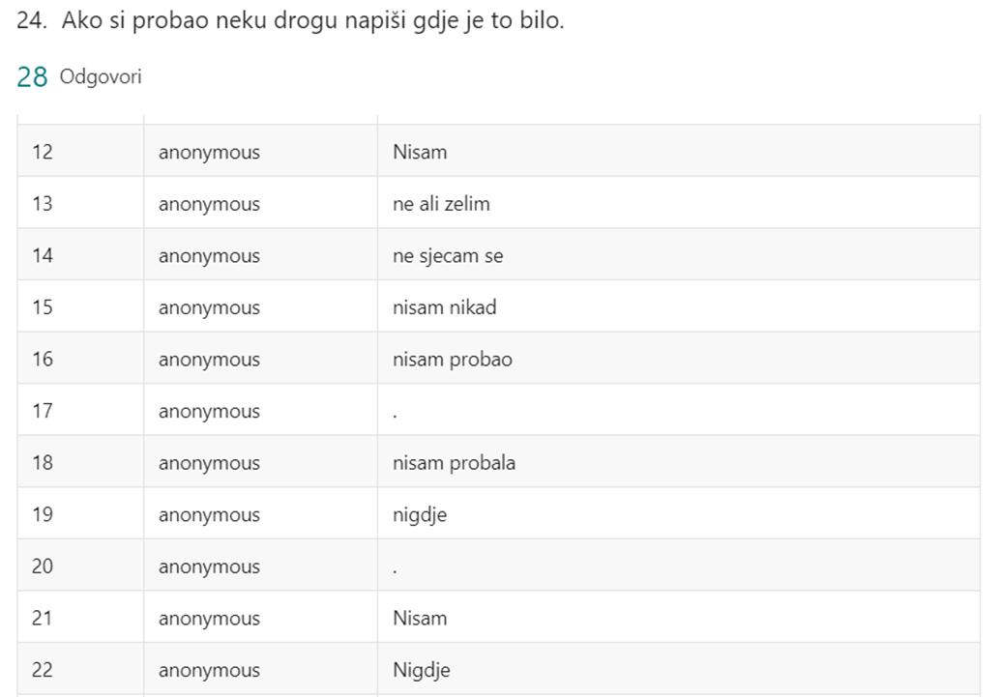 24. Ako si probao neku drogu napiši gdje je to bilo.
28 Odgovori
12 anonymous Nisam
13 anonymous ne ali zelim
14 anonymous ne sjecam se
15 anonymous nisam nikad
16 anonymous nisam probao
17 anonymous .
18 anonymous nisam probala
19 anonymous nigdje
20 anonymous .
21 anonymous Nisam
22 anonymous Nigdje